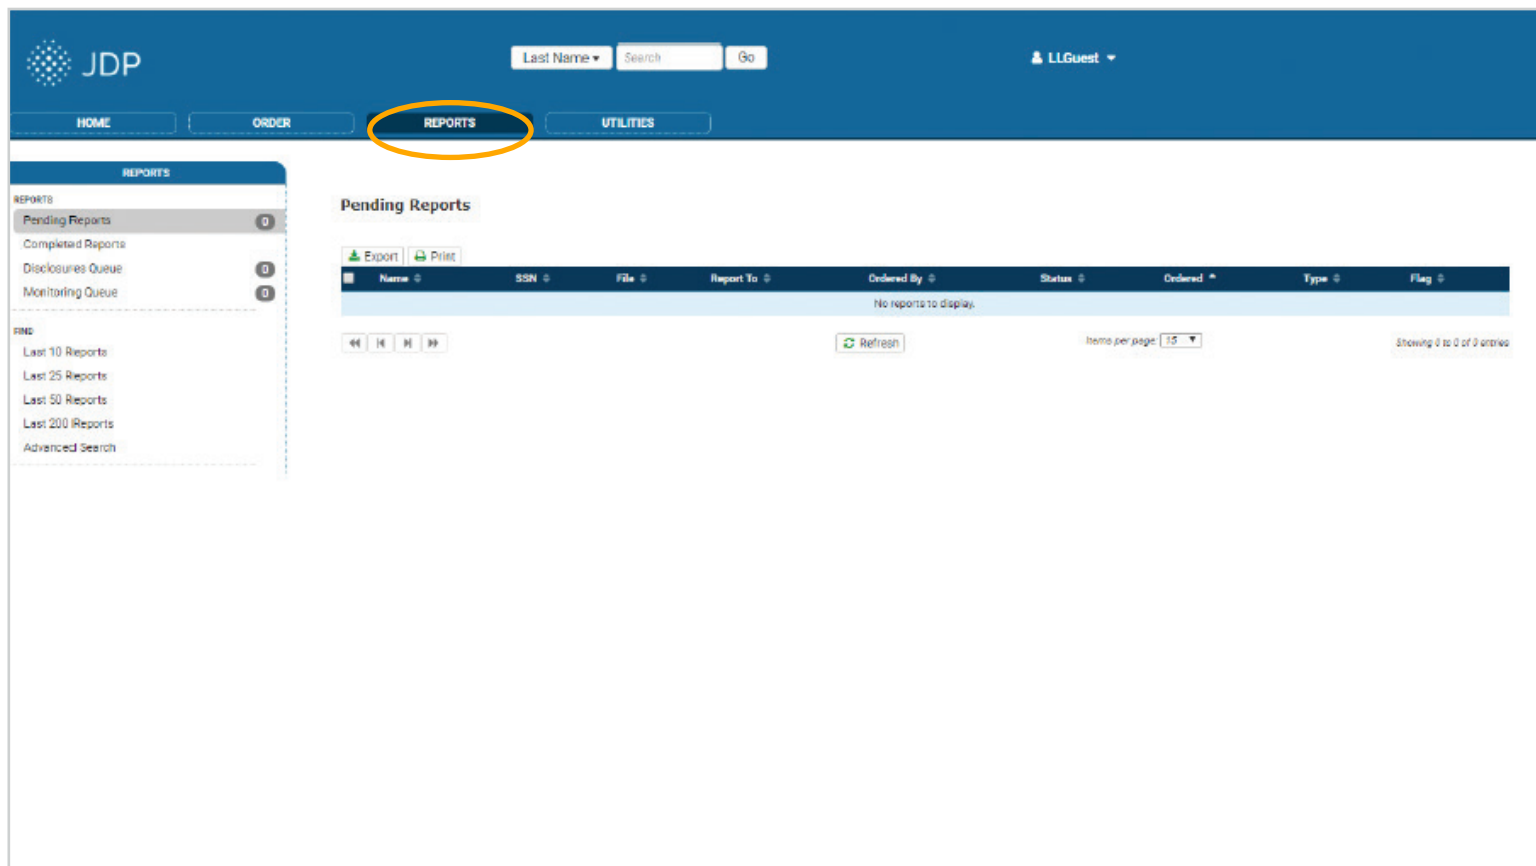 JDP
Last Name Search Go
LLGuest
HOME ORDER REPORTS UTILITIES
REPORTS
REPORTS
Pending Reports 0
Completed Reports
Disclosures Queue 0
Monitoring Queue 0
FIND
Last 10 Reports
Last 25 Reports
Last 50 Reports
Last 200 Reports
Advanced Search
Pending Reports
Export Print
Name SSN File Report To Ordered By Status Ordered Type Flag
No reports to display.
Refresh Items per page: 15 Showing 0 to 0 of 0 entries